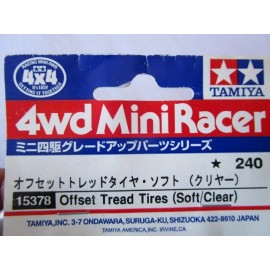 4x4
TAMIYA
4wd Mini Racer
ミニ四駆グレードアップパーツシリーズ
★ 240
オフセットトレッドタイヤ・ソフト（クリヤー）
15378 Offset Tread Tires (Soft/Clear)
TAMIYA,INC. 3-7 ONDAWARA, SURUGA-KU, SHIZUOKA 422-8610 JAPAN
TAMIYA AMERICA, INC. IRVINE, CA